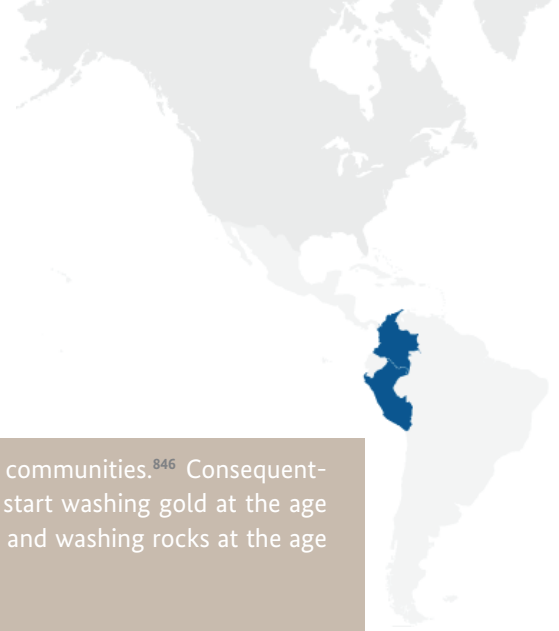 communities.846 Consequent-
start washing gold at the age
and washing rocks at the age